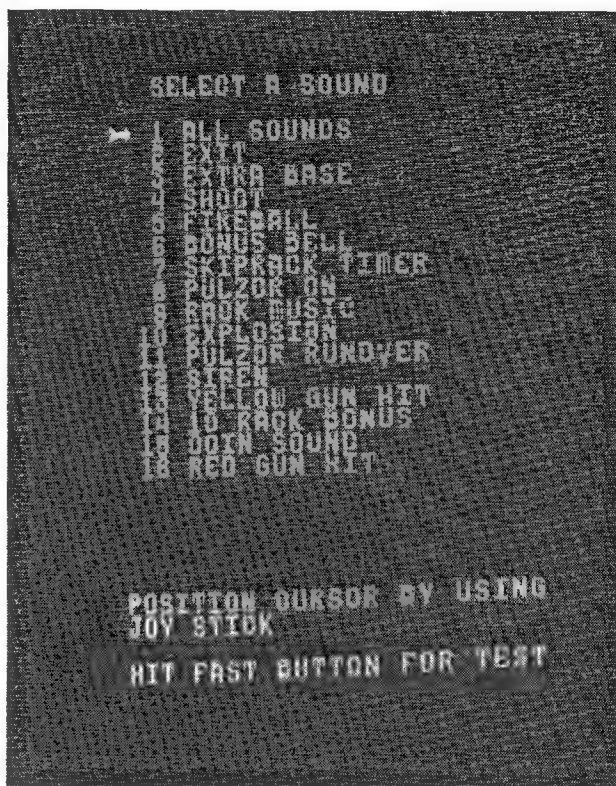 SELECT A SOUND
1 ALL SOUNDS
2 EXIT
3 EXTRA BASE
4 SHOOT
5 FIREBALL
6 BONUS BELL
7 SKIPRACK TIMER
8 PULZOR ON
9 RACK MUSIC
10 EXPLOSION
11 PULZOR RUNOVER
12 SIREN
13 YELLOW GUN HIT
14 10 RACK BONUS
15 COIN SOUND
16 RED GUN HIT
POSITION CURSOR BY USING
JOY STICK
HIT FAST BUTTON FOR TEST